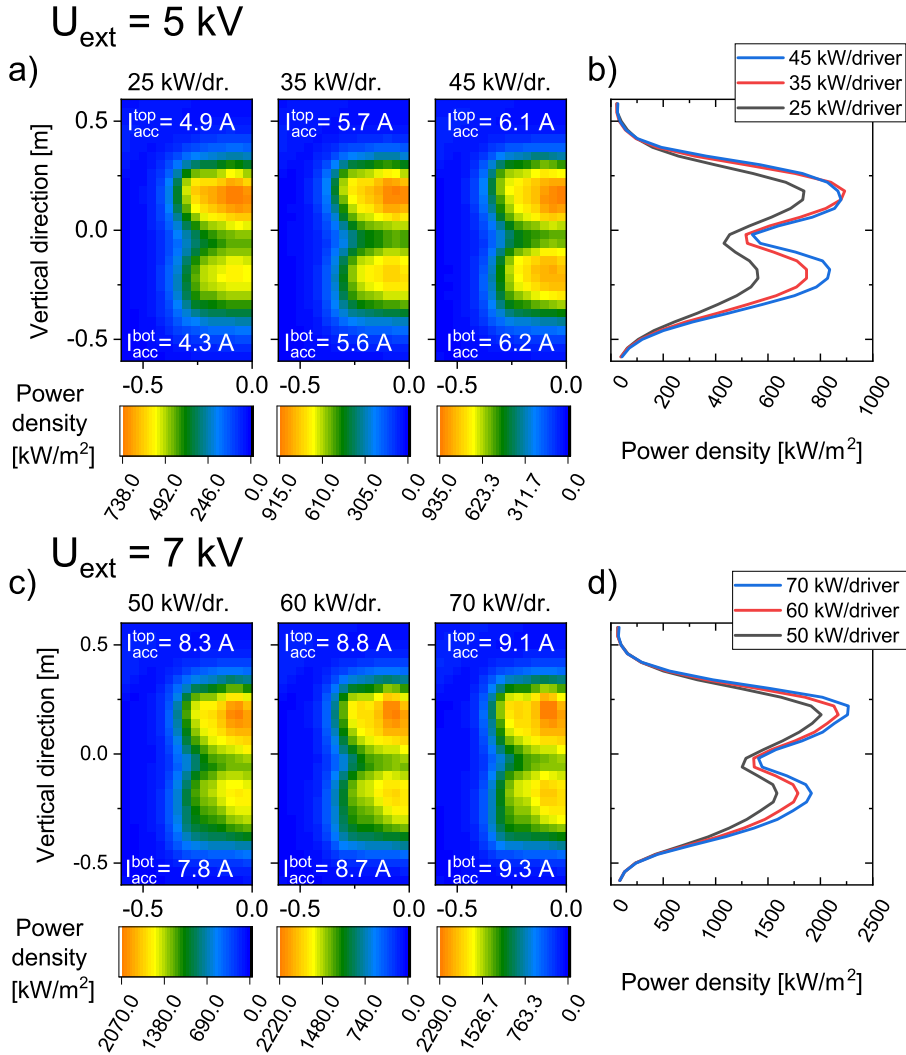 U_ext = 5 kV
a)
25 kW/dr.
35 kW/dr.
45 kW/dr.
Vertical direction [m]
0.5
0.0
-0.5
I_acc^top = 4.9 A
I_acc^top = 5.7 A
I_acc^top = 6.1 A
I_acc^bot = 4.3 A
I_acc^bot = 5.6 A
I_acc^bot = 6.2 A
-0.5 0.0
-0.5 0.0
-0.5 0.0
Power
density
[kW/m²]
738.0 492.0 246.0 0.0
915.0 610.0 305.0 0.0
935.0 623.3 311.7 0.0
b)
45 kW/driver
35 kW/driver
25 kW/driver
0 200 400 600 800 1000
Power density [kW/m²]
U_ext = 7 kV
c)
50 kW/dr.
60 kW/dr.
70 kW/dr.
Vertical direction [m]
0.5
0.0
-0.5
I_acc^top = 8.3 A
I_acc^top = 8.8 A
I_acc^top = 9.1 A
I_acc^bot = 7.8 A
I_acc^bot = 8.7 A
I_acc^bot = 9.3 A
-0.5 0.0
-0.5 0.0
-0.5 0.0
Power
density
[kW/m²]
2070.0 1380.0 690.0 0.0
2220.0 1480.0 740.0 0.0
2290.0 1526.7 763.3 0.0
d)
70 kW/driver
60 kW/driver
50 kW/driver
0 500 1000 1500 2000 2500
Power density [kW/m²]